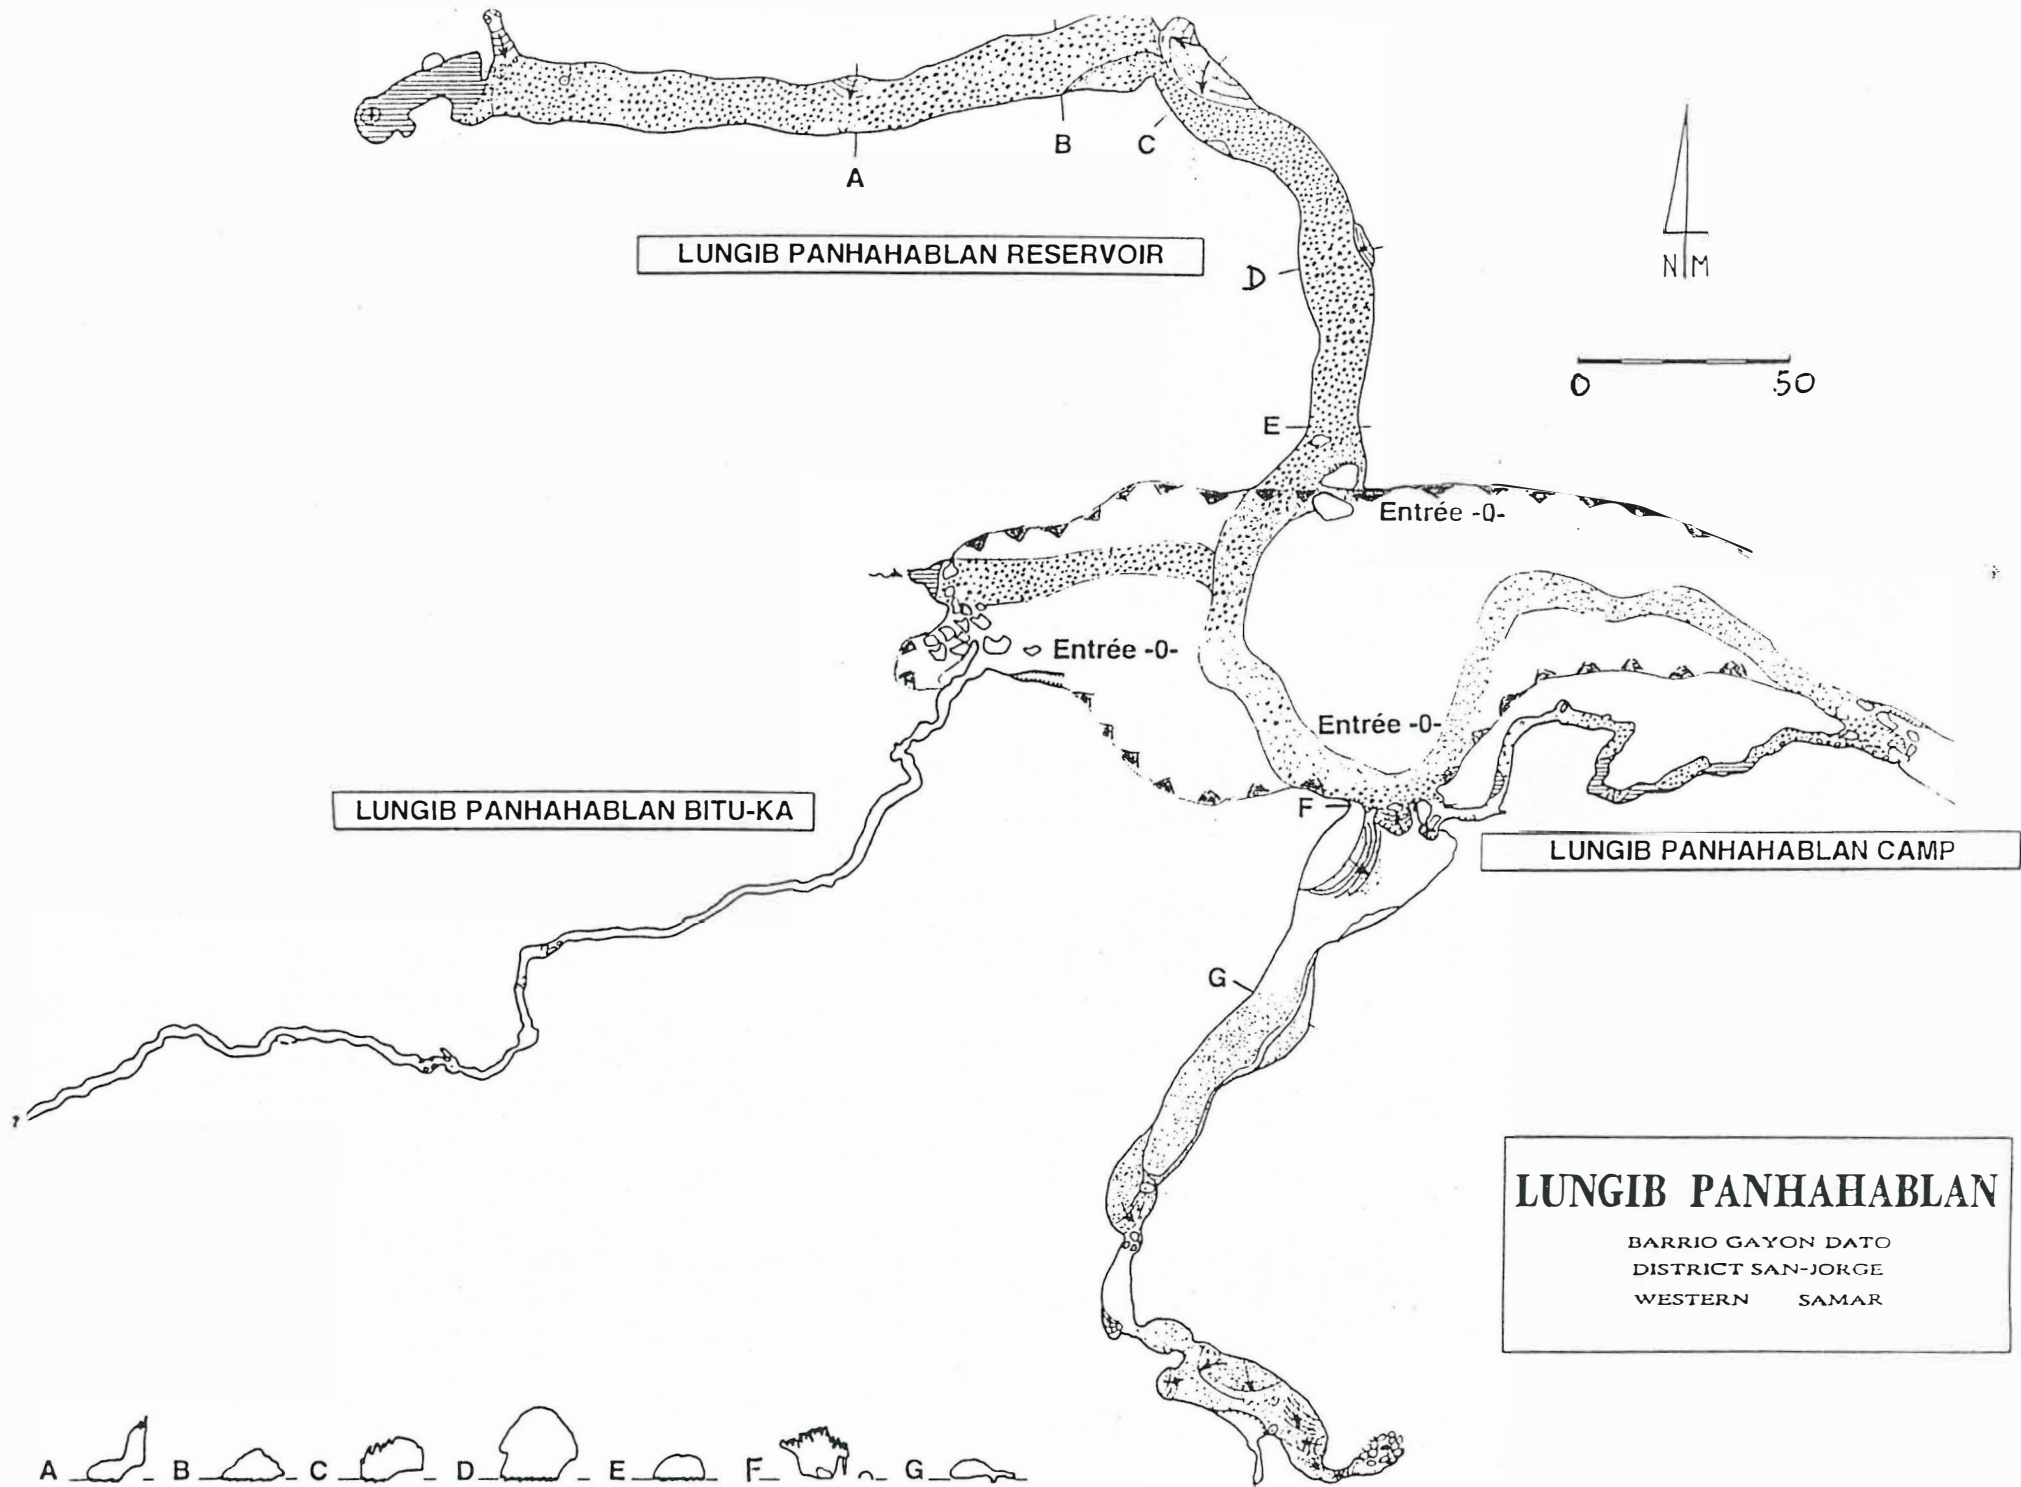 B
C
A
LUNGIB PANHAHABLAN RESERVOIR
D
N M
0 50
E
Entrée -0-
Entrée -0-
Entrée -0-
LUNGIB PANHAHABLAN BITU-KA
F
LUNGIB PANHAHABLAN CAMP
G
?
LUNGIB PANHAHABLAN
BARRIO GAYON DATO
DISTRICT SAN-JORGE
WESTERN SAMAR
A B C D E F G